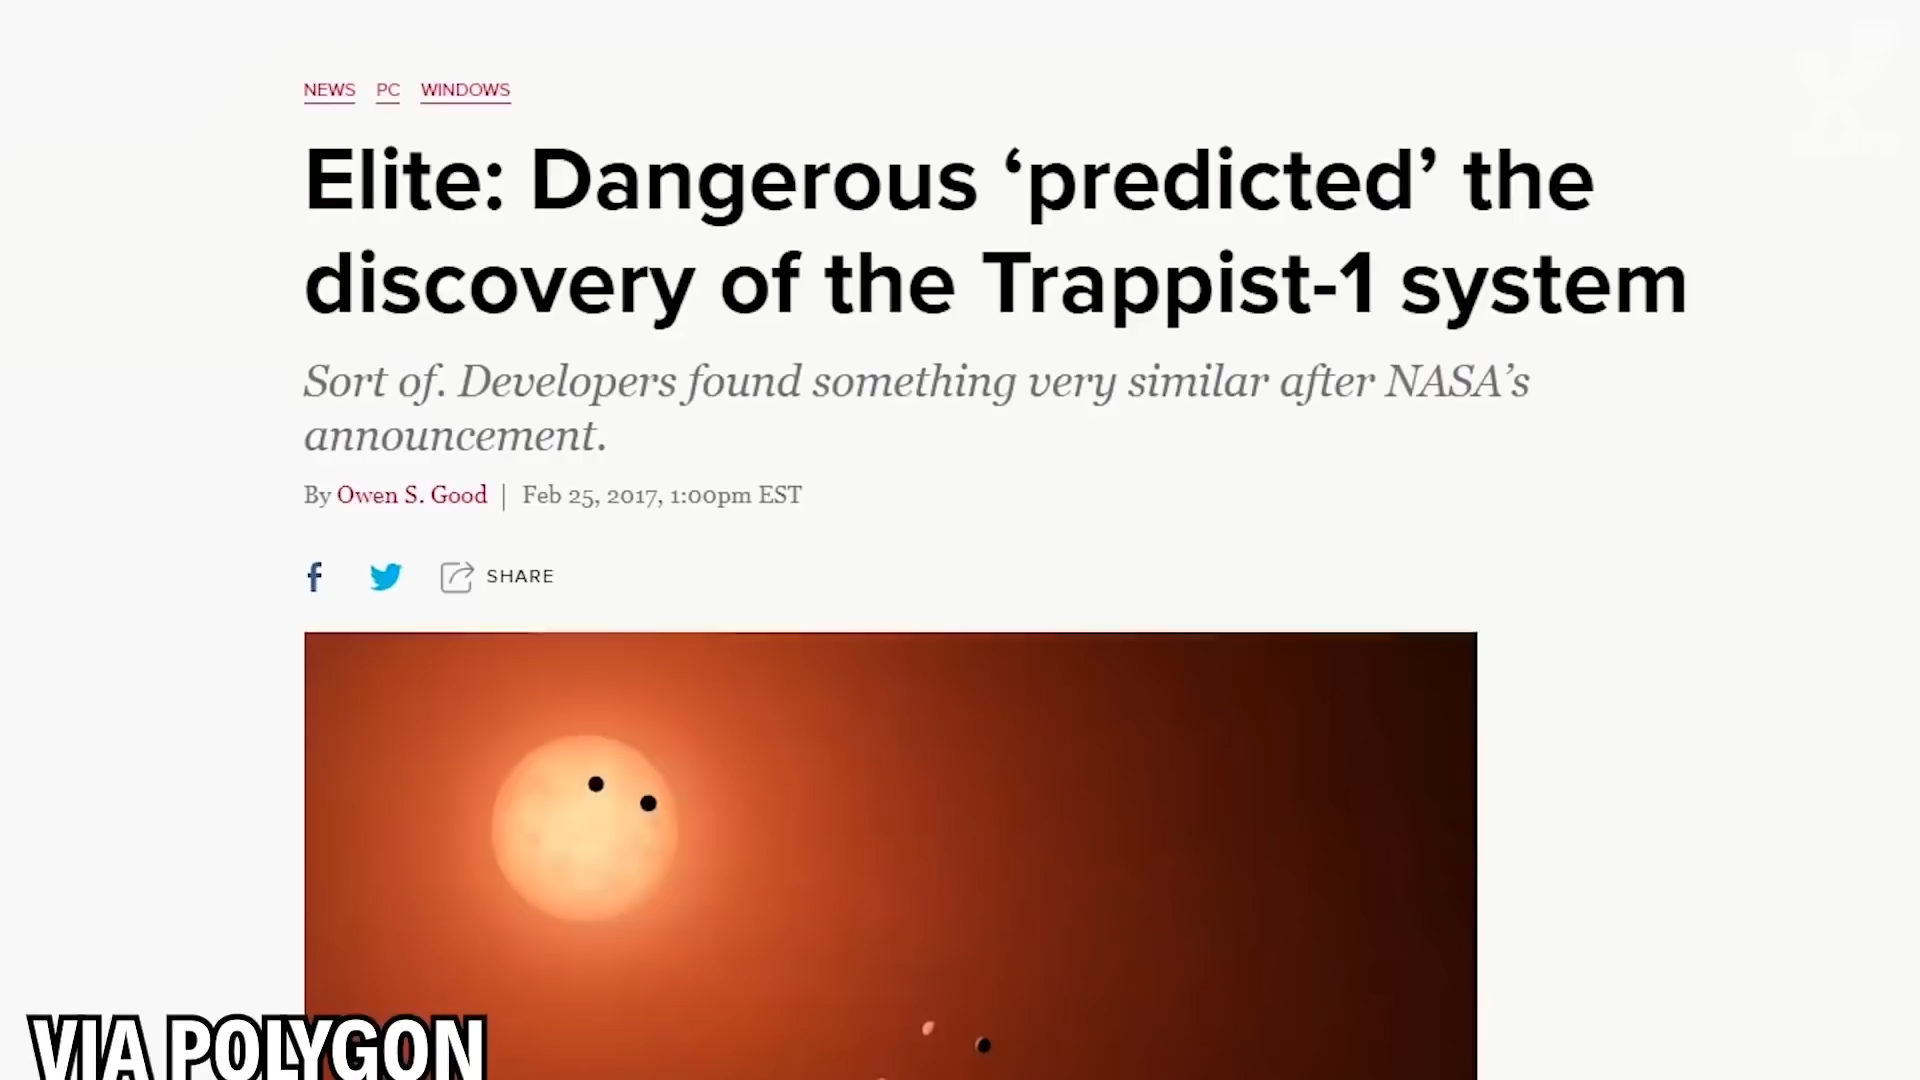 NEWS PC WINDOWS
Elite: Dangerous ‘predicted’ the
discovery of the Trappist-1 system
Sort of. Developers found something very similar after NASA’s
announcement.
By Owen S. Good | Feb 25, 2017, 1:00pm EST
f SHARE
VIA POLYGON